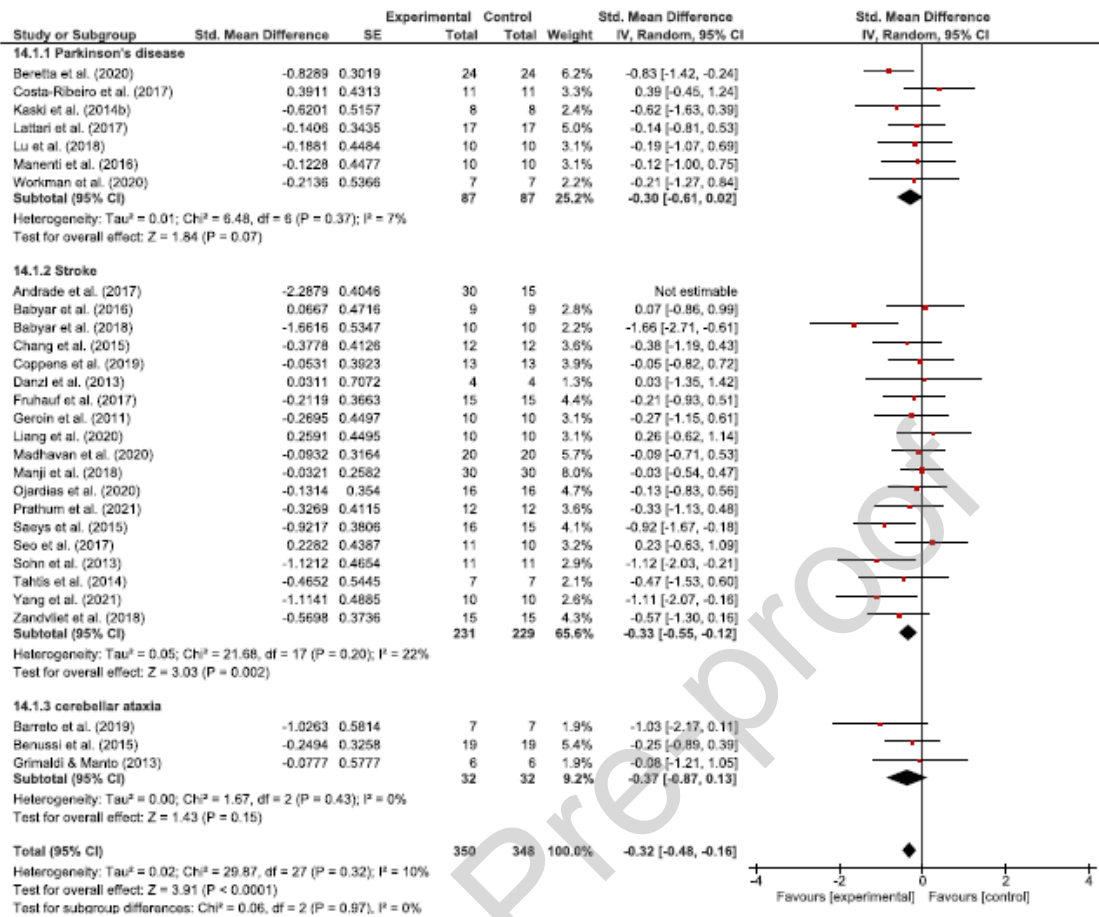 Experimental Control Std. Mean Difference Std. Mean Difference
Study or Subgroup Std. Mean Difference SE Total Total Weight IV, Random, 95% CI IV, Random, 95% CI
14.1.1 Parkinson's disease
Beretta et al. (2020) -0.8289 0.3019 24 24 6.2% -0.83 [-1.42, -0.24]
Costa-Ribeiro et al. (2017) 0.3911 0.4313 11 11 3.3% 0.39 [-0.45, 1.24]
Kaski et al. (2014b) -0.6201 0.5157 8 8 2.4% -0.62 [-1.63, 0.39]
Lattari et al. (2017) -0.1406 0.3435 17 17 5.0% -0.14 [-0.81, 0.53]
Lu et al. (2018) -0.1881 0.4484 10 10 3.1% -0.19 [-1.07, 0.69]
Manenti et al. (2016) -0.1228 0.4477 10 10 3.1% -0.12 [-1.00, 0.75]
Workman et al. (2020) -0.2136 0.5366 7 7 2.2% -0.21 [-1.27, 0.84]
Subtotal (95% CI) 87 87 25.2% -0.30 [-0.61, 0.02]
Heterogeneity: Tau² = 0.01; Chi² = 6.48, df = 6 (P = 0.37); I² = 7%
Test for overall effect: Z = 1.84 (P = 0.07)
14.1.2 Stroke
Andrade et al. (2017) -2.2879 0.4046 30 15 Not estimable
Babyar et al. (2016) 0.0667 0.4716 9 9 2.8% 0.07 [-0.86, 0.99]
Babyar et al. (2018) -1.6616 0.5347 10 10 2.2% -1.66 [-2.71, -0.61]
Chang et al. (2015) -0.3778 0.4126 12 12 3.6% -0.38 [-1.19, 0.43]
Coppens et al. (2019) -0.0531 0.3923 13 13 3.9% -0.05 [-0.82, 0.72]
Danzl et al. (2013) 0.0311 0.7072 4 4 1.3% 0.03 [-1.35, 1.42]
Fruhauf et al. (2017) -0.2119 0.3663 15 15 4.4% -0.21 [-0.93, 0.51]
Geroin et al. (2011) -0.2695 0.4497 10 10 3.1% -0.27 [-1.15, 0.61]
Liang et al. (2020) 0.2591 0.4495 10 10 3.1% 0.26 [-0.62, 1.14]
Madhavan et al. (2020) -0.0932 0.3164 20 20 5.7% -0.09 [-0.71, 0.53]
Manji et al. (2018) -0.0321 0.2582 30 30 8.0% -0.03 [-0.54, 0.47]
Ojardias et al. (2020) -0.1314 0.354 16 16 4.7% -0.13 [-0.83, 0.56]
Prathum et al. (2021) -0.3269 0.4115 12 12 3.6% -0.33 [-1.13, 0.48]
Saeys et al. (2015) -0.9217 0.3806 16 15 4.1% -0.92 [-1.67, -0.18]
Seo et al. (2017) 0.2282 0.4387 11 10 3.2% 0.23 [-0.63, 1.09]
Sohn et al. (2013) -1.1212 0.4654 11 11 2.9% -1.12 [-2.03, -0.21]
Tahtis et al. (2014) -0.4652 0.5445 7 7 2.1% -0.47 [-1.53, 0.60]
Yang et al. (2021) -1.1141 0.4885 10 10 2.6% -1.11 [-2.07, -0.16]
Zandvliet et al. (2018) -0.5698 0.3736 15 15 4.3% -0.57 [-1.30, 0.16]
Subtotal (95% CI) 231 229 65.6% -0.33 [-0.55, -0.12]
Heterogeneity: Tau² = 0.05; Chi² = 21.68, df = 17 (P = 0.20); I² = 22%
Test for overall effect: Z = 3.03 (P = 0.002)
14.1.3 cerebellar ataxia
Barreto et al. (2019) -1.0263 0.5814 7 7 1.9% -1.03 [-2.17, 0.11]
Benussi et al. (2015) -0.2494 0.3258 19 19 5.4% -0.25 [-0.89, 0.39]
Grimaldi & Manto (2013) -0.0777 0.5777 6 6 1.9% -0.08 [-1.21, 1.05]
Subtotal (95% CI) 32 32 9.2% -0.37 [-0.87, 0.13]
Heterogeneity: Tau² = 0.00; Chi² = 1.67, df = 2 (P = 0.43); I² = 0%
Test for overall effect: Z = 1.43 (P = 0.15)
Total (95% CI) 350 348 100.0% -0.32 [-0.48, -0.16]
Heterogeneity: Tau² = 0.02; Chi² = 29.87, df = 27 (P = 0.32); I² = 10%
Test for overall effect: Z = 3.91 (P < 0.0001)
Test for subgroup differences: Chi² = 0.06, df = 2 (P = 0.97), I² = 0%
-4 -2 0 2 4
Favours [experimental] Favours [control]
Pre-proof